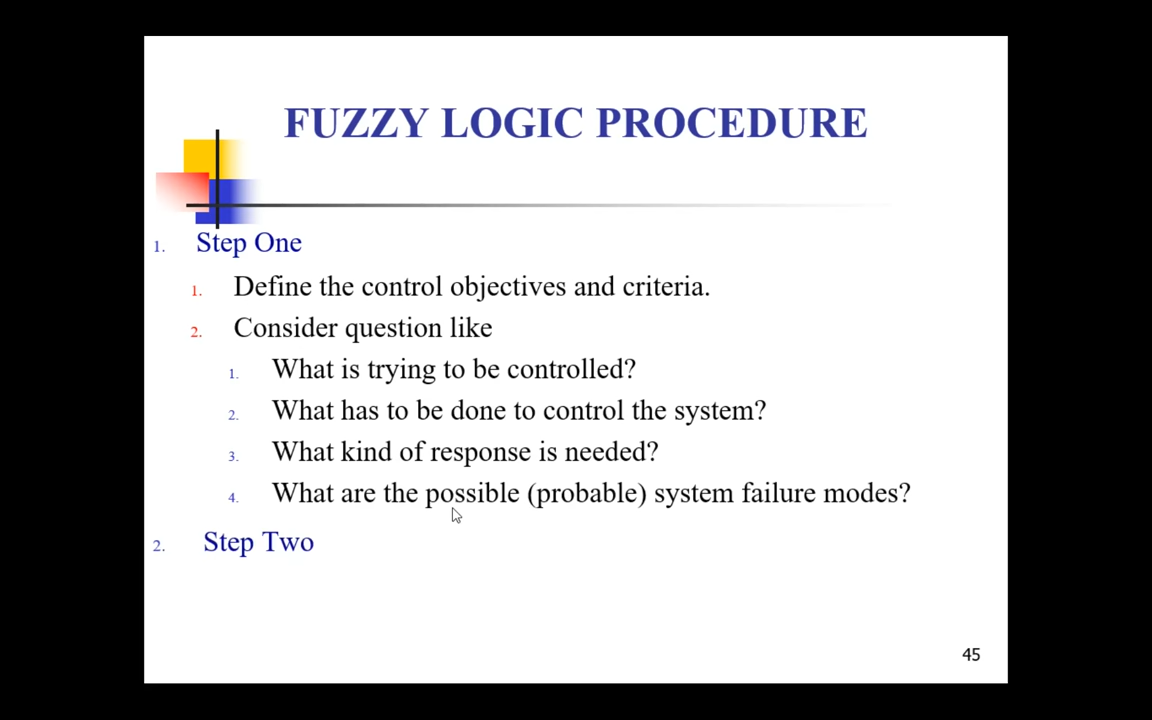 FUZZY LOGIC PROCEDURE
1. Step One
1. Define the control objectives and criteria.
2. Consider question like
1. What is trying to be controlled?
2. What has to be done to control the system?
3. What kind of response is needed?
4. What are the possible (probable) system failure modes?
2. Step Two
45